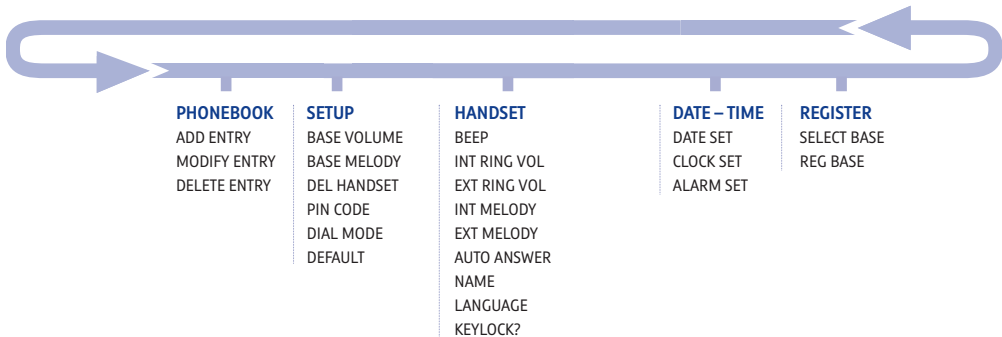 PHONEBOOK
ADD ENTRY
MODIFY ENTRY
DELETE ENTRY
SETUP
BASE VOLUME
BASE MELODY
DEL HANDSET
PIN CODE
DIAL MODE
DEFAULT
HANDSET
BEEP
INT RING VOL
EXT RING VOL
INT MELODY
EXT MELODY
AUTO ANSWER
NAME
LANGUAGE
KEYLOCK?
DATE – TIME
DATE SET
CLOCK SET
ALARM SET
REGISTER
SELECT BASE
REG BASE